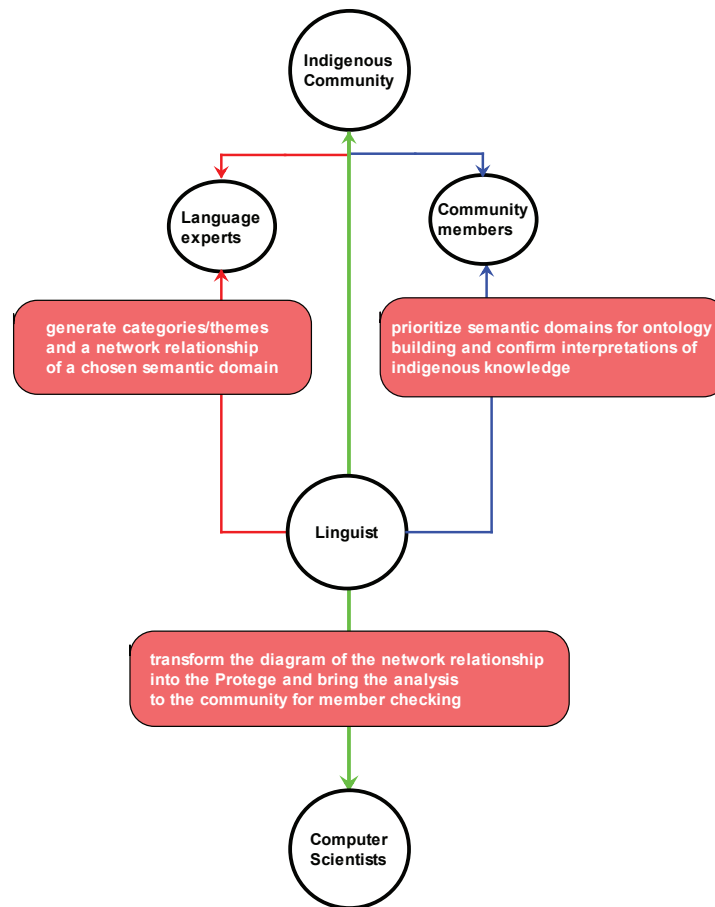 Indigenous
Community
Language
experts
Community
members
generate categories/themes
and a network relationship
of a chosen semantic domain
prioritize semantic domains for ontology
building and confirm interpretations of
indigenous knowledge
Linguist
transform the diagram of the network relationship
into the Protege and bring the analysis
to the community for member checking
Computer
Scientists